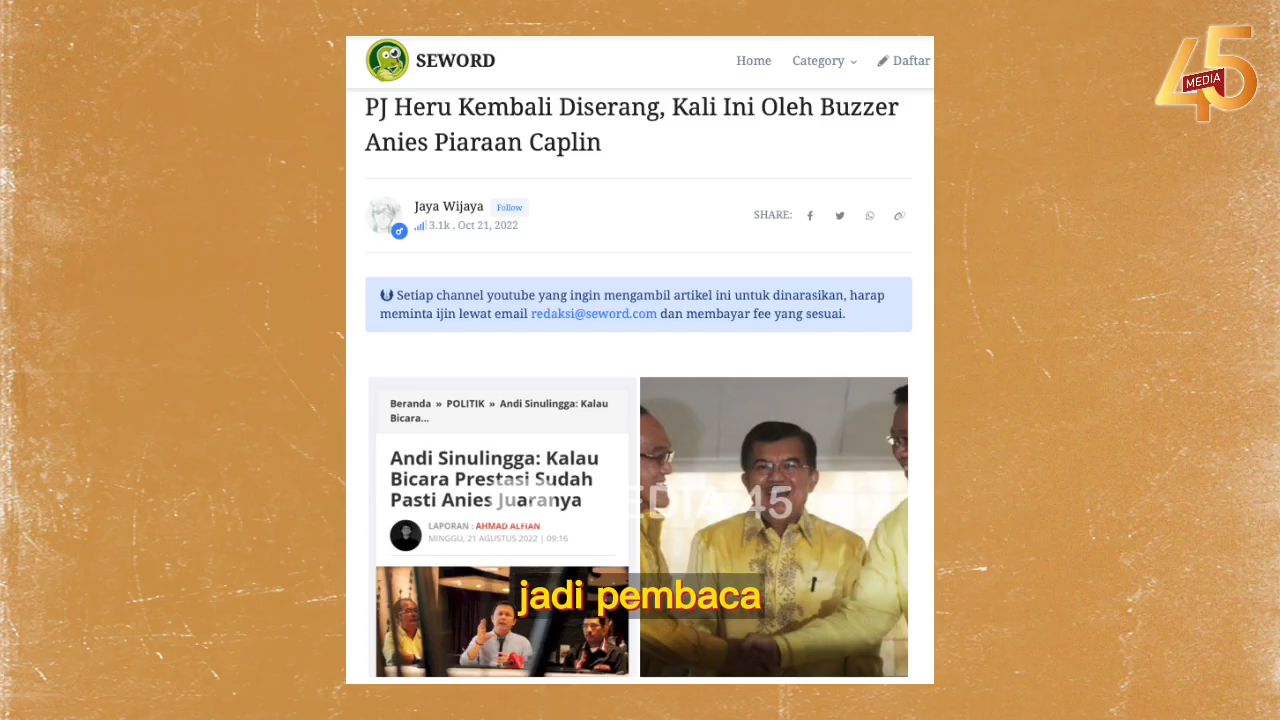 SEWORD
Home Category Daftar
45 MEDIA
PJ Heru Kembali Diserang, Kali Ini Oleh Buzzer
Anies Piaraan Caplin
Jaya Wijaya Follow
3.1k . Oct 21, 2022
SHARE:
Setiap channel youtube yang ingin mengambil artikel ini untuk dinarasikan, harap
meminta ijin lewat email redaksi@seword.com dan membayar fee yang sesuai.
Beranda » POLITIK » Andi Sinulingga: Kalau
Bicara...
Andi Sinulingga: Kalau
Bicara Prestasi Sudah
Pasti Anies Juaranya
LAPORAN : AHMAD ALFIAN
MINGGU, 21 AGUSTUS 2022 | 09:16
MEDIA 45
jadi pembaca